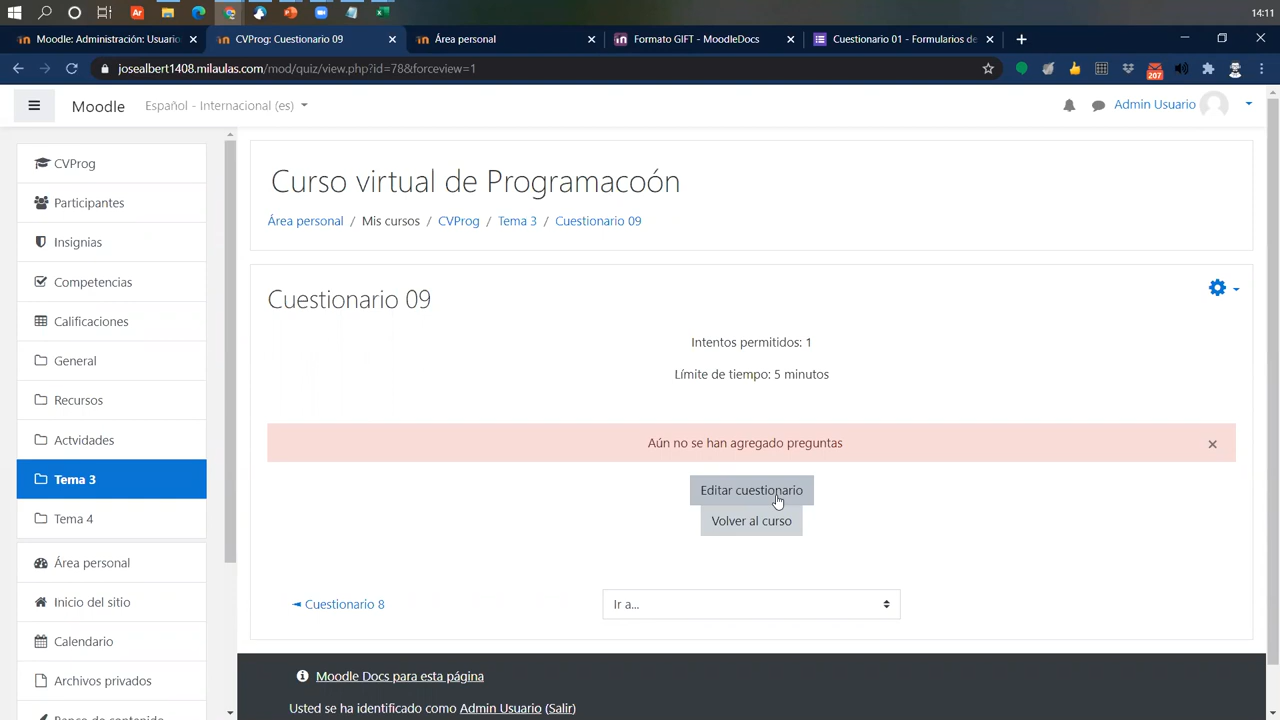 14:11
Moodle: Administración: Usuario
CVProg: Cuestionario 09
Área personal
Formato GIFT - MoodleDocs
Cuestionario 01 - Formularios de
josealbert1408.milaulas.com/mod/quiz/view.php?id=78&forceview=1
207
Moodle
Español - Internacional (es)
Admin Usuario
CVProg
Participantes
Insignias
Competencias
Calificaciones
General
Recursos
Actividades
Tema 3
Tema 4
Área personal
Inicio del sitio
Calendario
Archivos privados
Banco de contenido
Curso virtual de Programacoón
Área personal / Mis cursos / CVProg / Tema 3 / Cuestionario 09
Cuestionario 09
Intentos permitidos: 1
Límite de tiempo: 5 minutos
Aún no se han agregado preguntas
Editar cuestionario
Volver al curso
◄ Cuestionario 8
Ir a...
Moodle Docs para esta página
Usted se ha identificado como Admin Usuario (Salir)